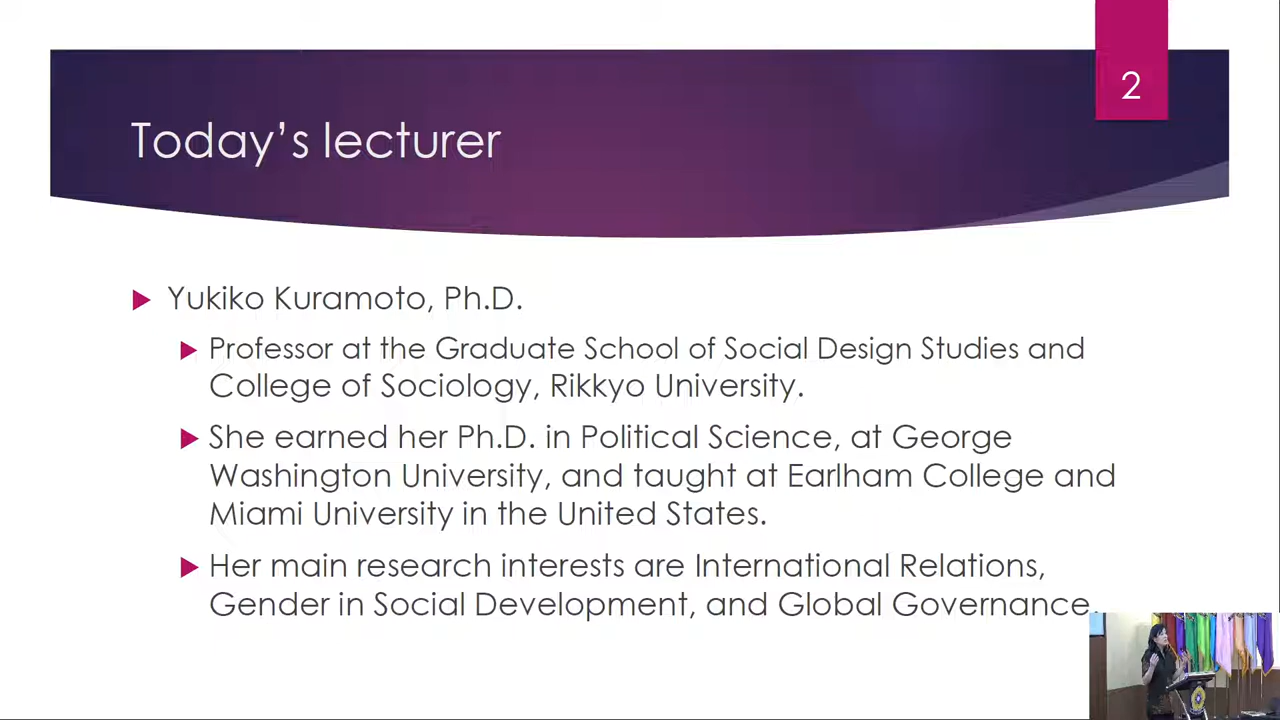 2
Today’s lecturer
Yukiko Kuramoto, Ph.D.
Professor at the Graduate School of Social Design Studies and
College of Sociology, Rikkyo University.
She earned her Ph.D. in Political Science, at George
Washington University, and taught at Earlham College and
Miami University in the United States.
Her main research interests are International Relations,
Gender in Social Development, and Global Governance.